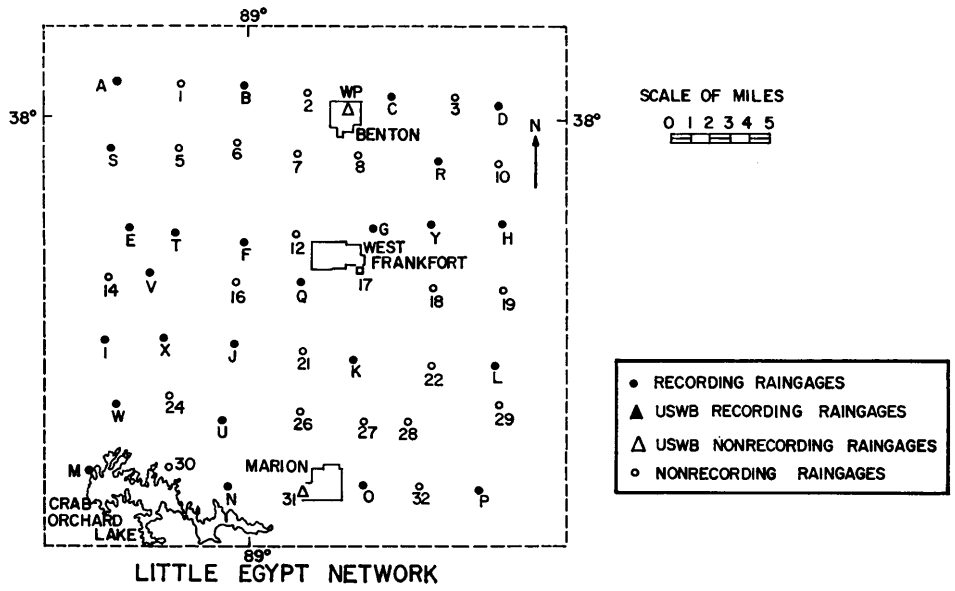 89°
A 1 B 2 WP C 3 D
38° 38°
BENTON
N
SCALE OF MILES
0 1 2 3 4 5
S 5 6 7 8 R 10
E T F 12 G Y H
WEST
FRANKFORT
14 V 16 Q 17 18 19
I X J 21 K 22 L
W 24 U 26 27 28 29
M 30 MARION
N 31 O 32 P
CRAB
ORCHARD
LAKE
89°
LITTLE EGYPT NETWORK
RECORDING RAINGAGES
USWB RECORDING RAINGAGES
USWB NONRECORDING RAINGAGES
NONRECORDING RAINGAGES